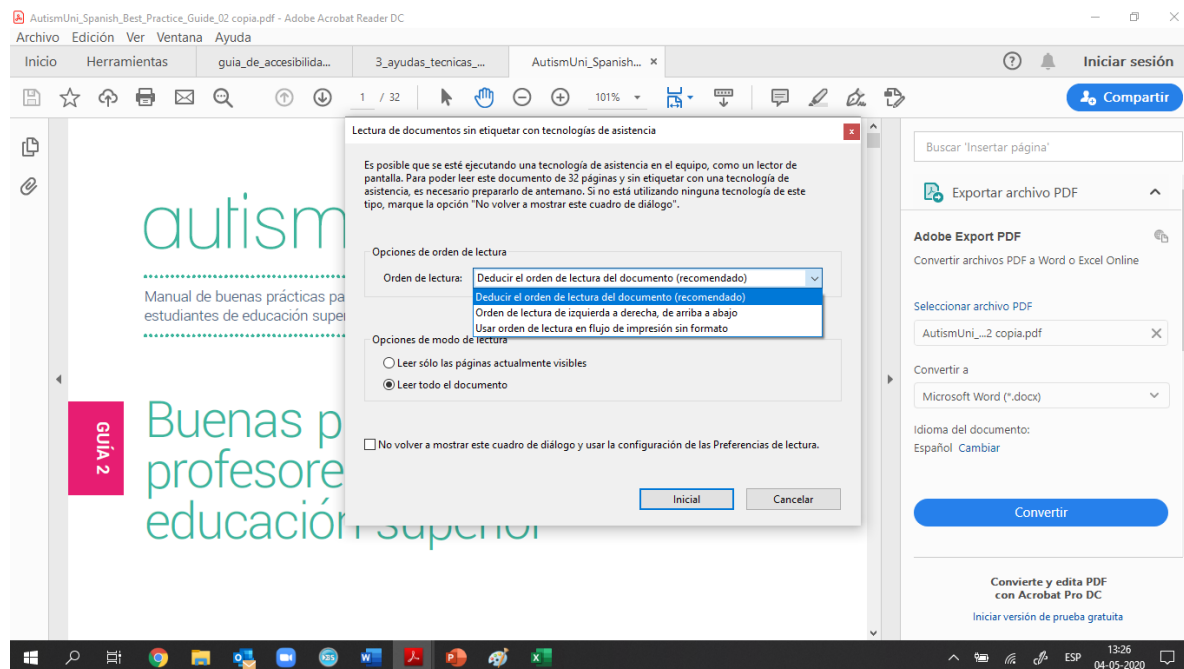 AutismUni_Spanish_Best_Practice_Guide_02 copia.pdf - Adobe Acrobat Reader DC
Archivo Edición Ver Ventana Ayuda
Inicio Herramientas guia_de_accesibilida... 3_ayudas_tecnicas_... AutismUni_Spanish... × Iniciar sesión
1 / 32 101% Compartir
Lectura de documentos sin etiquetar con tecnologías de asistencia
Es posible que se esté ejecutando una tecnología de asistencia en el equipo, como un lector de
pantalla. Para poder leer este documento de 32 páginas y sin etiquetar con una tecnología de
asistencia, es necesario prepararlo de antemano. Si no está utilizando ninguna tecnología de este
tipo, marque la opción "No volver a mostrar este cuadro de diálogo".
Opciones de orden de lectura
Orden de lectura: Deducir el orden de lectura del documento (recomendado)
Deducir el orden de lectura del documento (recomendado)
Orden de lectura de izquierda a derecha, de arriba a abajo
Usar orden de lectura en flujo de impresión sin formato
Opciones de modo de lectura
Leer sólo las páginas actualmente visibles
Leer todo el documento
No volver a mostrar este cuadro de diálogo y usar la configuración de las Preferencias de lectura.
Inicial Cancelar
autism
Manual de buenas prácticas pa
estudiantes de educación super
GUÍA 2
Buenas p
profesore
educación superior
Buscar 'Insertar página'
Exportar archivo PDF
Adobe Export PDF
Convertir archivos PDF a Word o Excel Online
Seleccionar archivo PDF
AutismUni_...2 copia.pdf
Convertir a
Microsoft Word (*.docx)
Idioma del documento:
Español Cambiar
Convertir
Convierte y edita PDF
con Acrobat Pro DC
Iniciar versión de prueba gratuita
ESP
13:26
04-05-2020